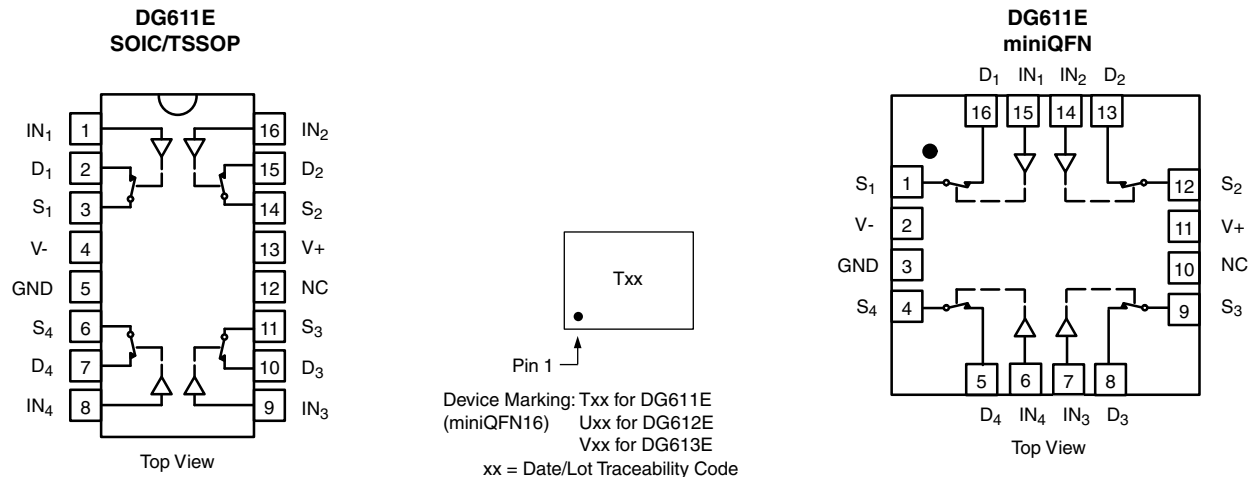 DG611E
SOIC/TSSOP
IN1 1 16 IN2
D1 2 15 D2
S1 3 14 S2
V- 4 13 V+
GND 5 12 NC
S4 6 11 S3
D4 7 10 D3
IN4 8 9 IN3
Top View
Txx
Pin 1
Device Marking: Txx for DG611E
(miniQFN16) Uxx for DG612E
Vxx for DG613E
xx = Date/Lot Traceability Code
DG611E
miniQFN
D1 IN1 IN2 D2
16 15 14 13
S1 1 12 S2
V- 2 11 V+
GND 3 10 NC
S4 4 9 S3
5 6 7 8
D4 IN4 IN3 D3
Top View